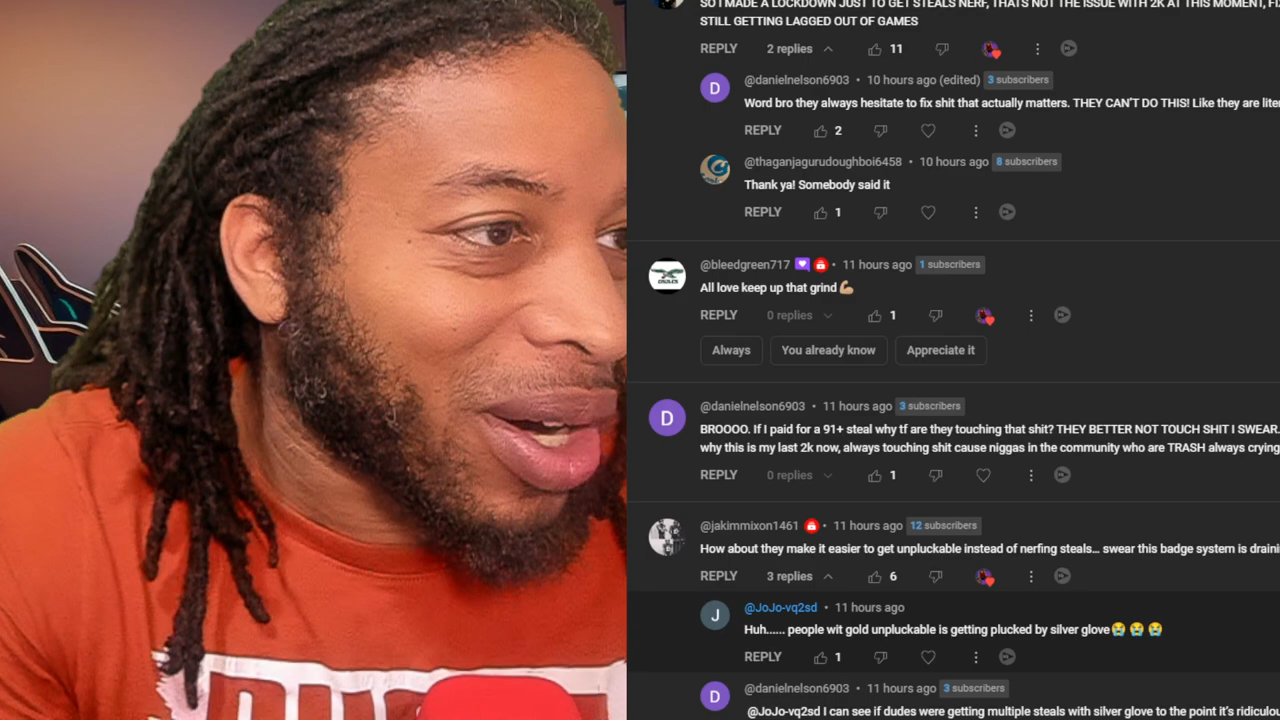 SO I MADE A LOCKDOWN JUST TO GET STEALS NERF, THATS NOT THE ISSUE WITH 2K AT THIS MOMENT,
STILL GETTING LAGGED OUT OF GAMES
REPLY 2 replies 11
D @danielnelson6903 • 10 hours ago (edited) 3 subscribers
Word bro they always hesitate to fix shit that actually matters. THEY CAN'T DO THIS! Like they are
REPLY 2
@thaganjagurudoughboi6458 • 10 hours ago 8 subscribers
Thank ya! Somebody said it
REPLY 1
@bleedgreen717 • 11 hours ago 1 subscribers
EAGLES
All love keep up that grind 💪🏽
REPLY 0 replies 1
Always You already know Appreciate it
D @danielnelson6903 • 11 hours ago 3 subscribers
BROOOO. If I paid for a 91+ steal why tf are they touching that shit? THEY BETTER NOT TOUCH SHIT I SWEAR.
why this is my last 2k now, always touching shit cause niggas in the community who are TRASH always crying
REPLY 0 replies 1
@jakimmixon1461 • 11 hours ago 12 subscribers
How about they make it easier to get unpluckable instead of nerfing steals... swear this badge system is
REPLY 3 replies 6
J @JoJo-vq2sd • 11 hours ago
Huh...... people wit gold unpluckable is getting plucked by silver glove😭 😭 😭
REPLY 1
D @danielnelson6903 • 11 hours ago 3 subscribers
@JoJo-vq2sd I can see if dudes were getting multiple steals with silver glove to the point it's